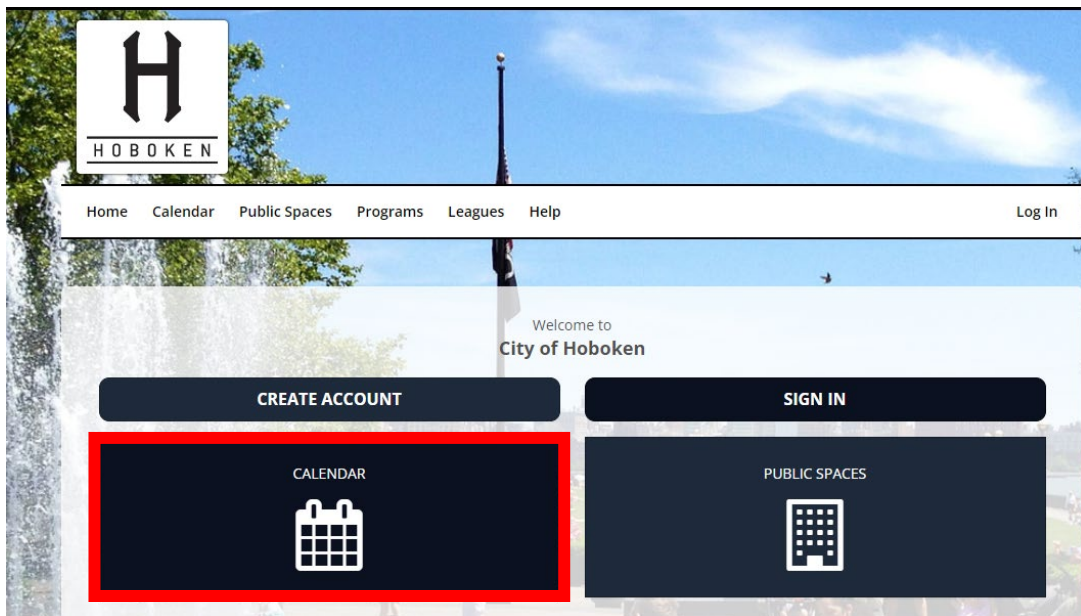 H
HOBOKEN
Home Calendar Public Spaces Programs Leagues Help Log In
Welcome to
City of Hoboken
CREATE ACCOUNT SIGN IN
CALENDAR PUBLIC SPACES